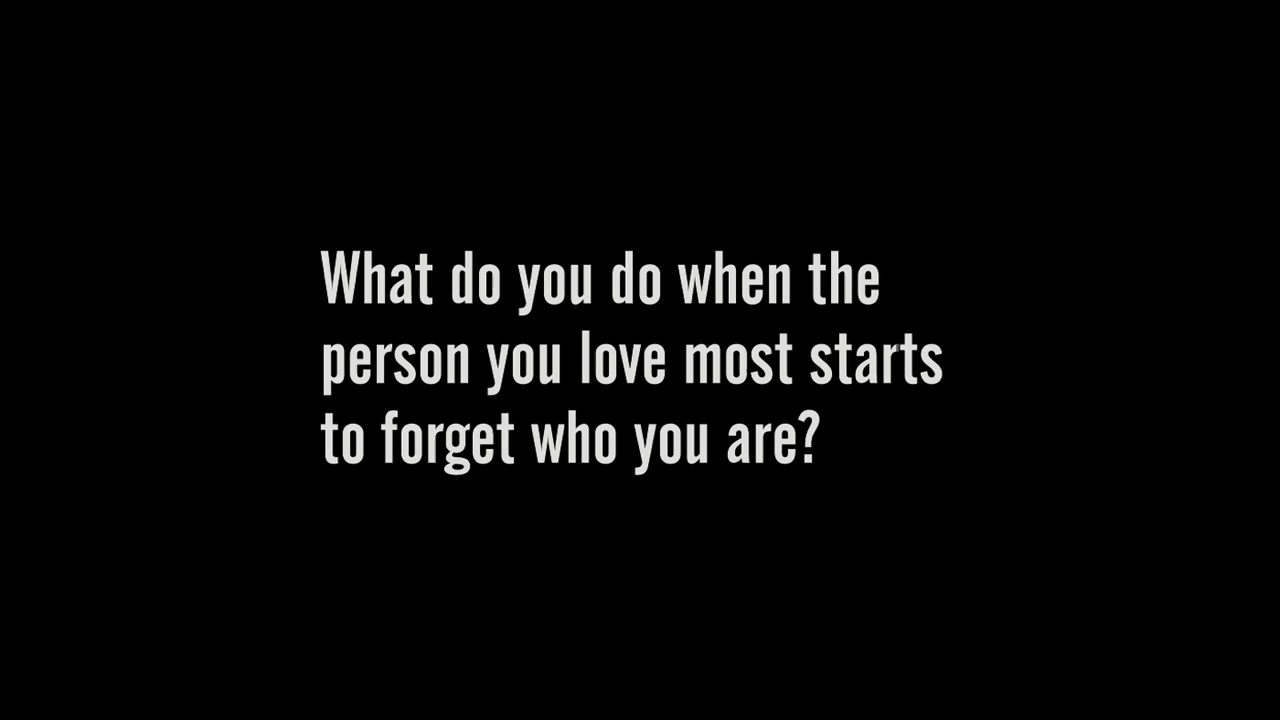 What do you do when the
person you love most starts
to forget who you are?